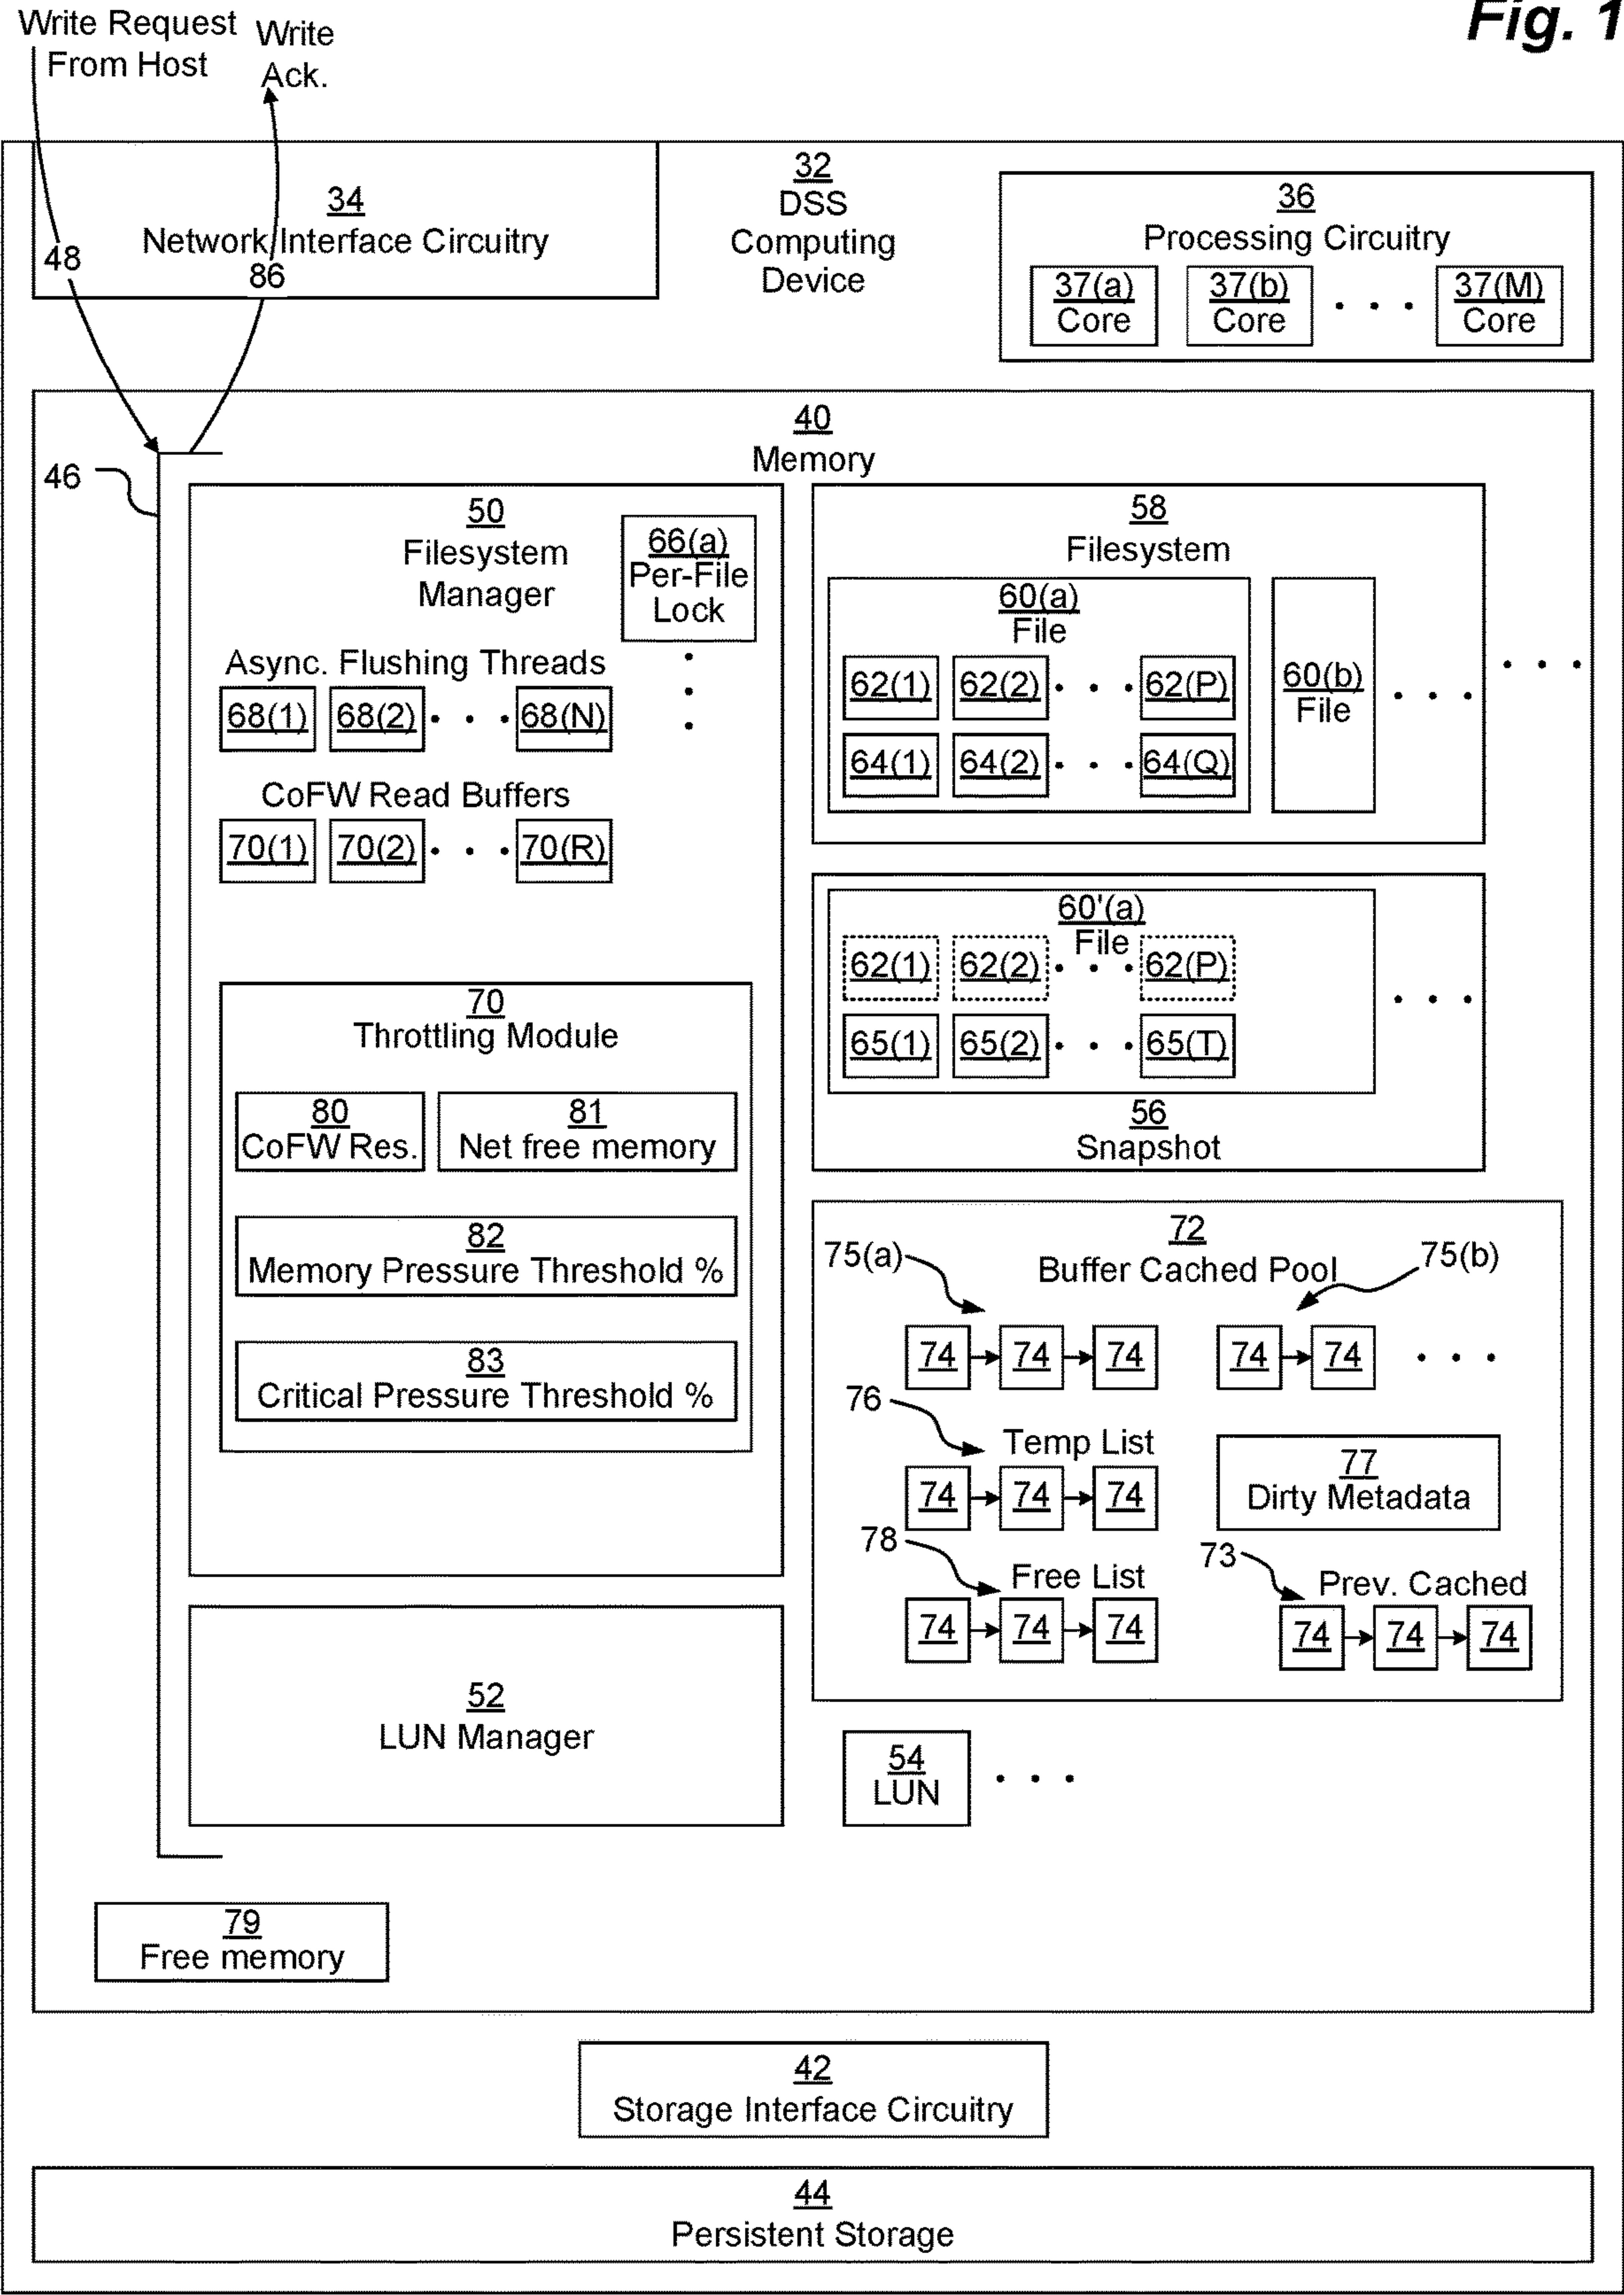 Fig. 1
Write Request
From Host
Write
Ack.
34
Network Interface Circuitry
48
86
32
DSS
Computing
Device
36
Processing Circuitry
37(a)
Core
37(b)
Core
37(M)
Core
40
Memory
46
50
Filesystem
Manager
66(a)
Per-File
Lock
Async. Flushing Threads
68(1) 68(2) 68(N)
CoFW Read Buffers
70(1) 70(2) 70(R)
70
Throttling Module
80
CoFW Res.
81
Net free memory
82
Memory Pressure Threshold %
83
Critical Pressure Threshold %
52
LUN Manager
79
Free memory
58
Filesystem
60(a)
File
62(1) 62(2) 62(P)
64(1) 64(2) 64(Q)
60(b)
File
60'(a)
File
62(1) 62(2) 62(P)
65(1) 65(2) 65(T)
56
Snapshot
72
Buffer Cached Pool
75(a)
75(b)
74 74 74
74 74
76
Temp List
74 74 74
77
Dirty Metadata
78
Free List
74 74 74
73
Prev. Cached
74 74 74
54
LUN
42
Storage Interface Circuitry
44
Persistent Storage